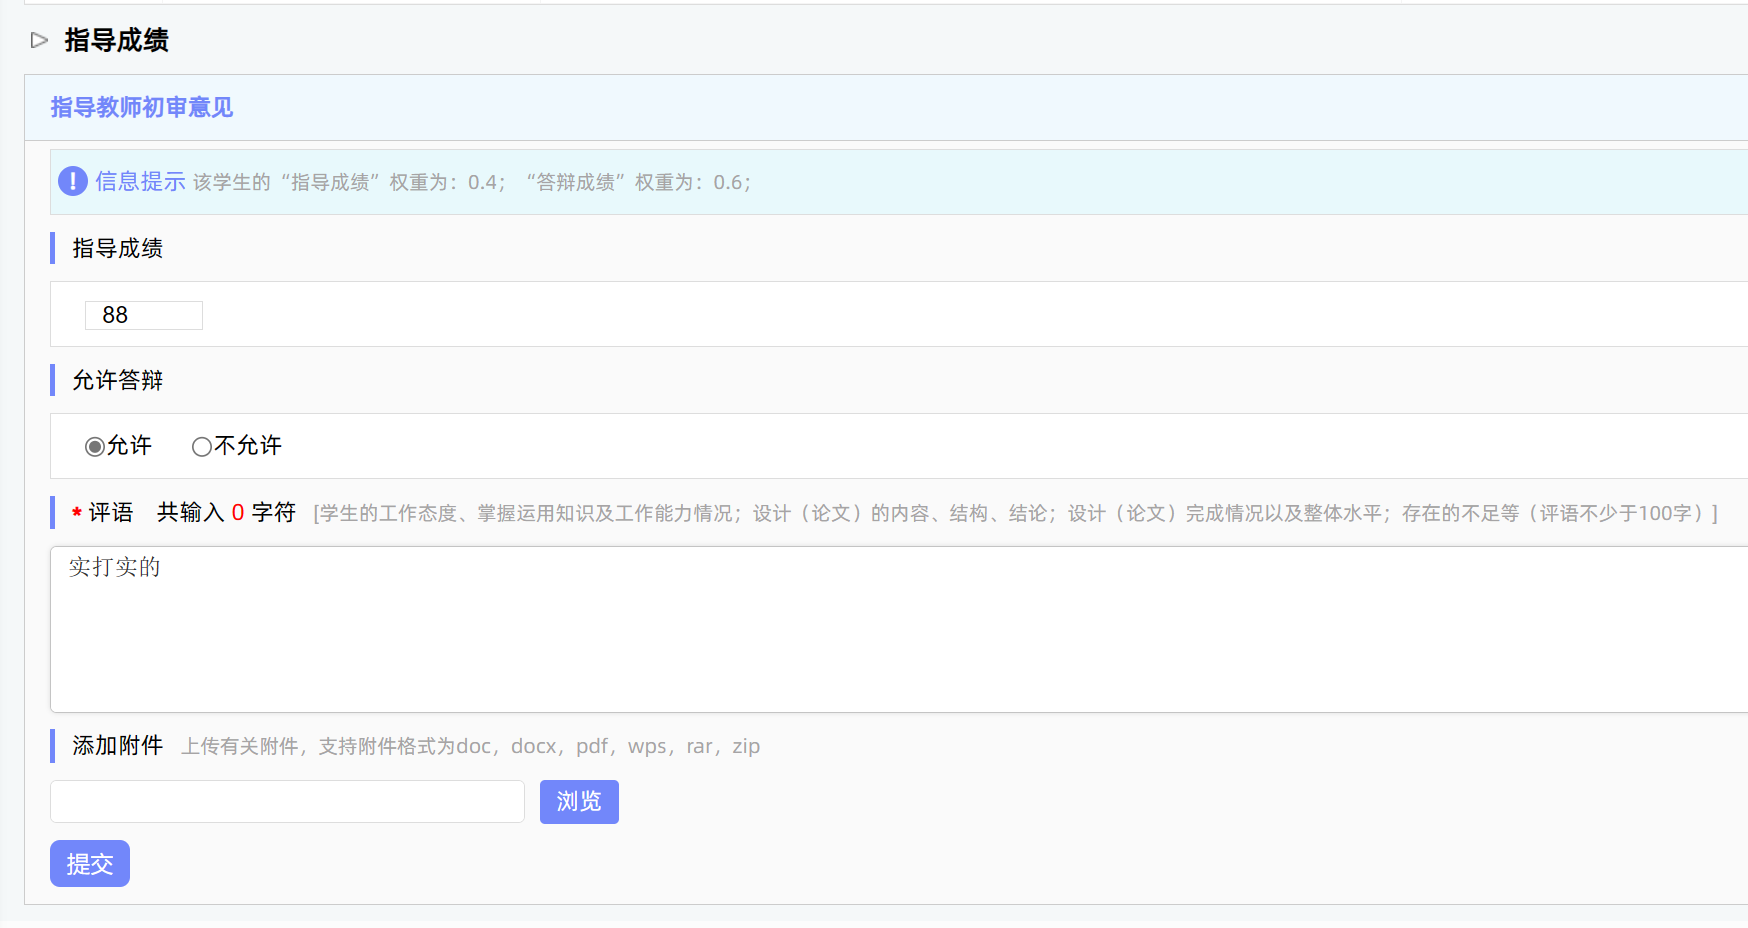 指导成绩
指导教师初审意见
信息提示 该学生的“指导成绩”权重为：0.4；“答辩成绩”权重为：0.6；
指导成绩
88
允许答辩
允许 不允许
* 评语 共输入 0 字符 [学生的工作态度、掌握运用知识及工作能力情况；设计（论文）的内容、结构、结论；设计（论文）完成情况以及整体水平；存在的不足等（评语不少于100字）]
实打实的
添加附件 上传有关附件，支持附件格式为doc，docx，pdf，wps，rar，zip
浏览
提交